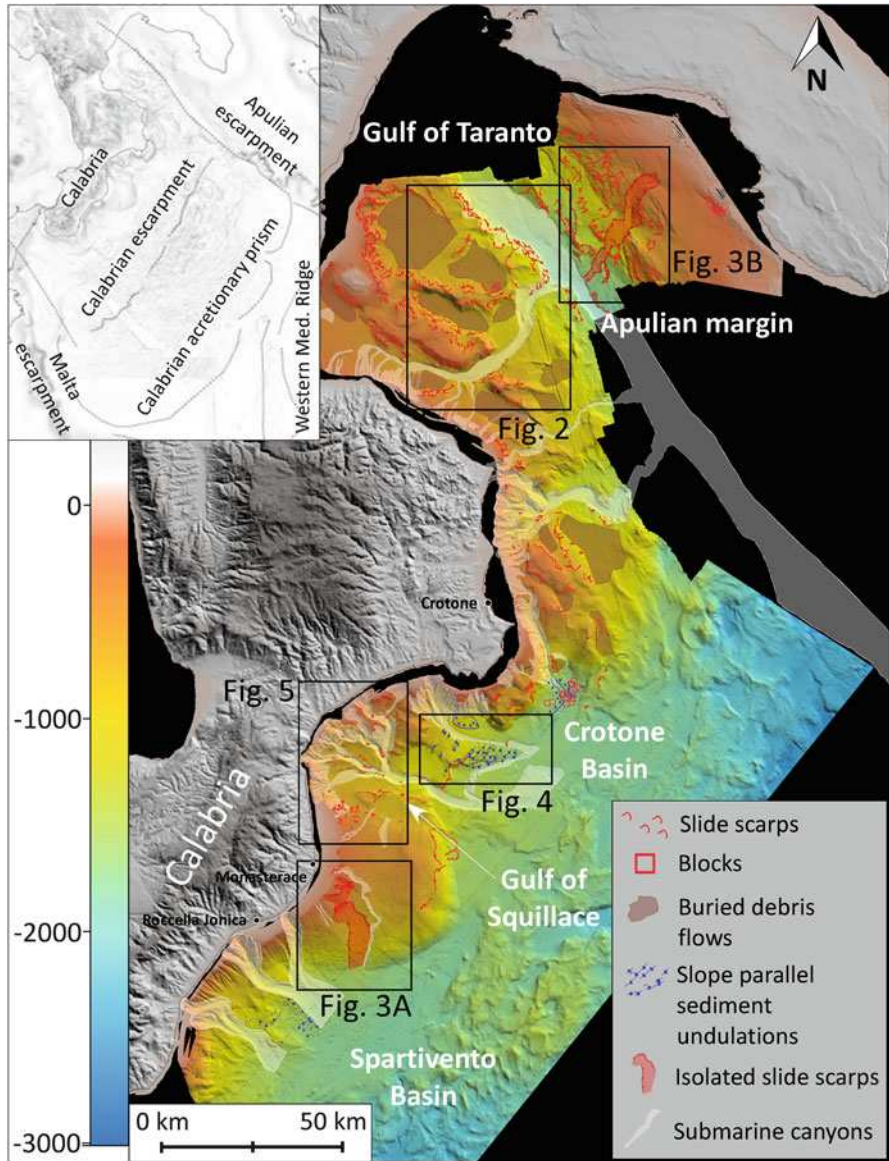 Apulian
escarpment
Calabria
Calabrian escarpment
Calabrian acretionary prism
Malta
escarpment
Western Med. Ridge
N
Gulf of Taranto
Fig. 3B
Apulian margin
Fig. 2
0
-1000
-2000
-3000
Crotone
Fig. 5
Crotone
Basin
Fig. 4
Calabria
Monasterace
Gulf of
Squillace
Roccella Jonica
Fig. 3A
Spartivento
Basin
0 km
50 km
Slide scarps
Blocks
Buried debris
flows
Slope parallel
sediment
undulations
Isolated slide scarps
Submarine canyons